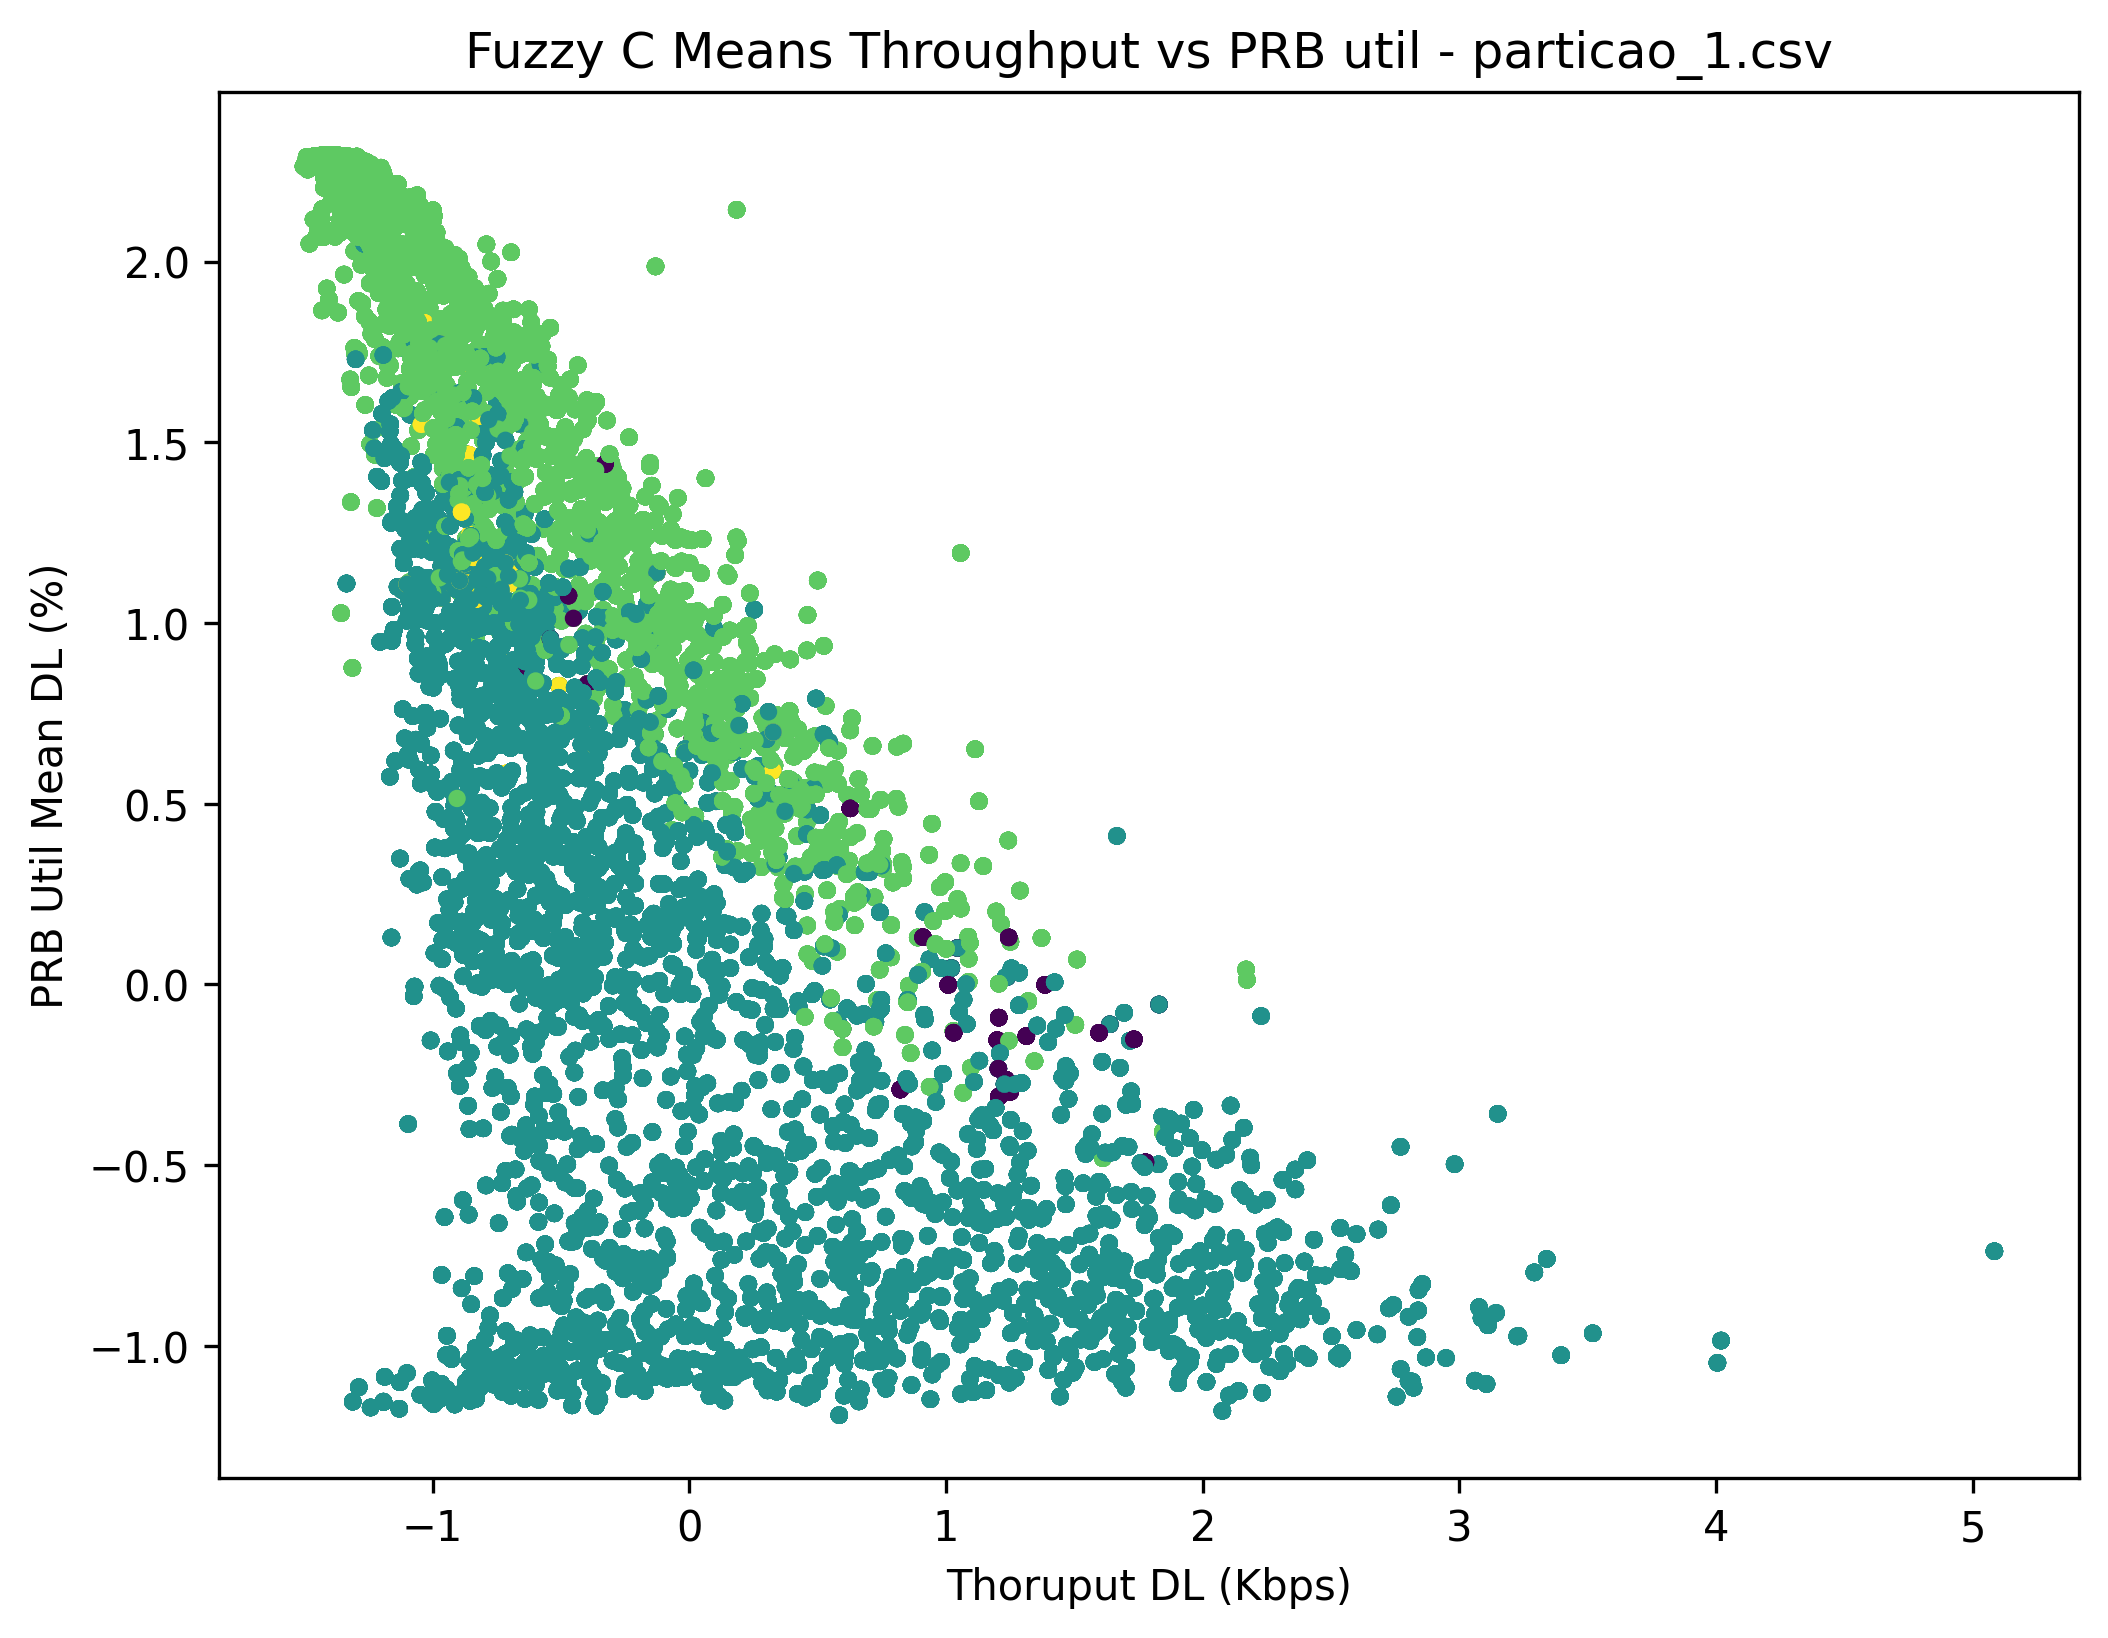 Fuzzy C Means Throughput vs PRB util - particao_1.csv
PRB Util Mean DL (%)
2.0
1.5
1.0
0.5
0.0
−0.5
−1.0
−1 0 1 2 3 4 5
Thoruput DL (Kbps)